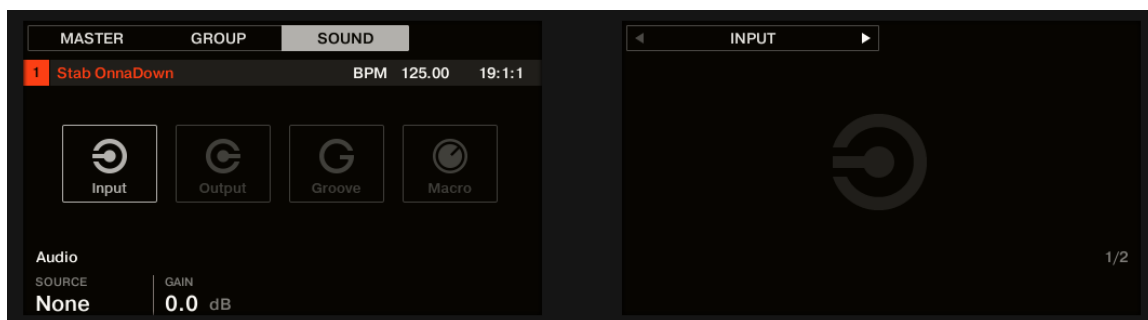 MASTER GROUP SOUND
1 Stab OnnaDown BPM 125.00 19:1:1
Input Output Groove Macro
Audio
SOURCE GAIN
None 0.0 dB
INPUT
1/2